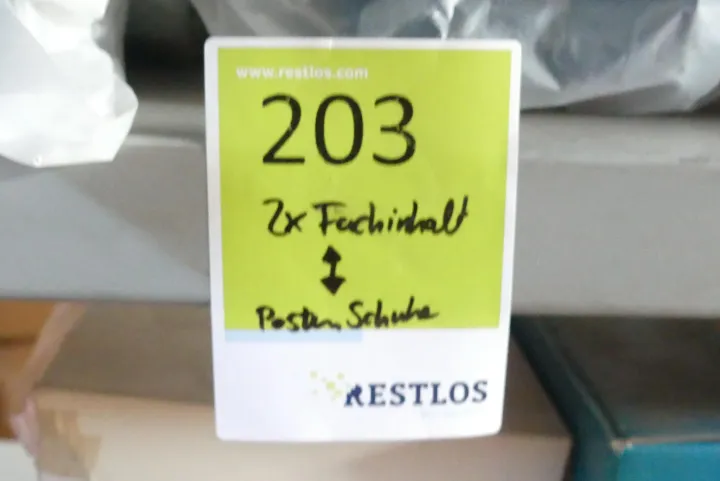 www.restlos.com
203
2x Fachinhalt
Posten Schuhe
RESTLOS